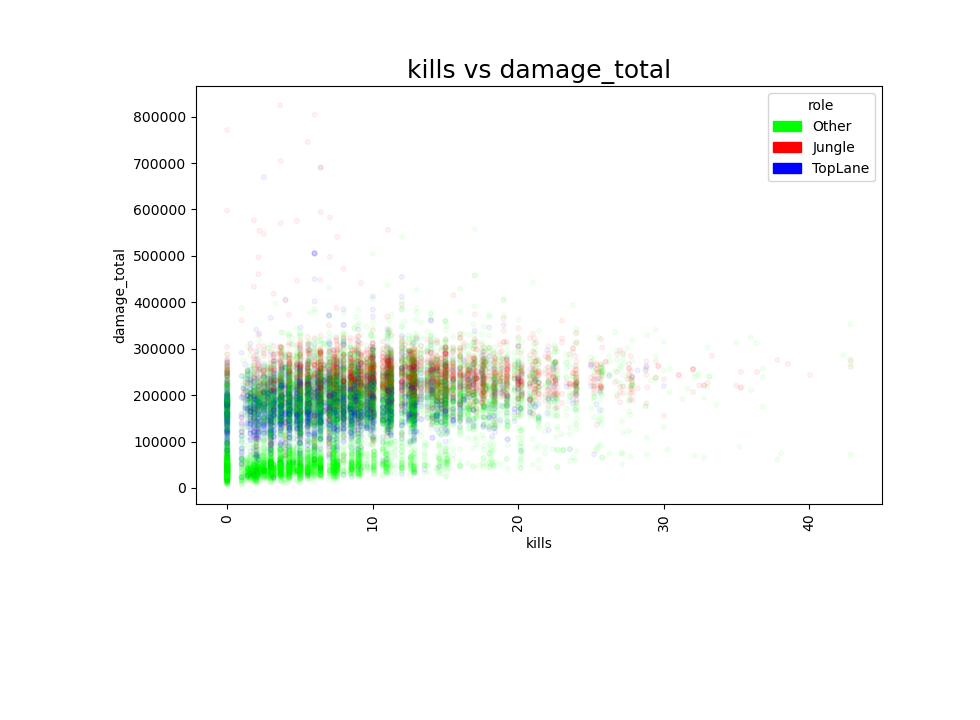 kills vs damage_total
role
Other
Jungle
TopLane
800000
700000
600000
500000
400000
300000
200000
100000
0
damage_total
0
10
20
30
40
kills